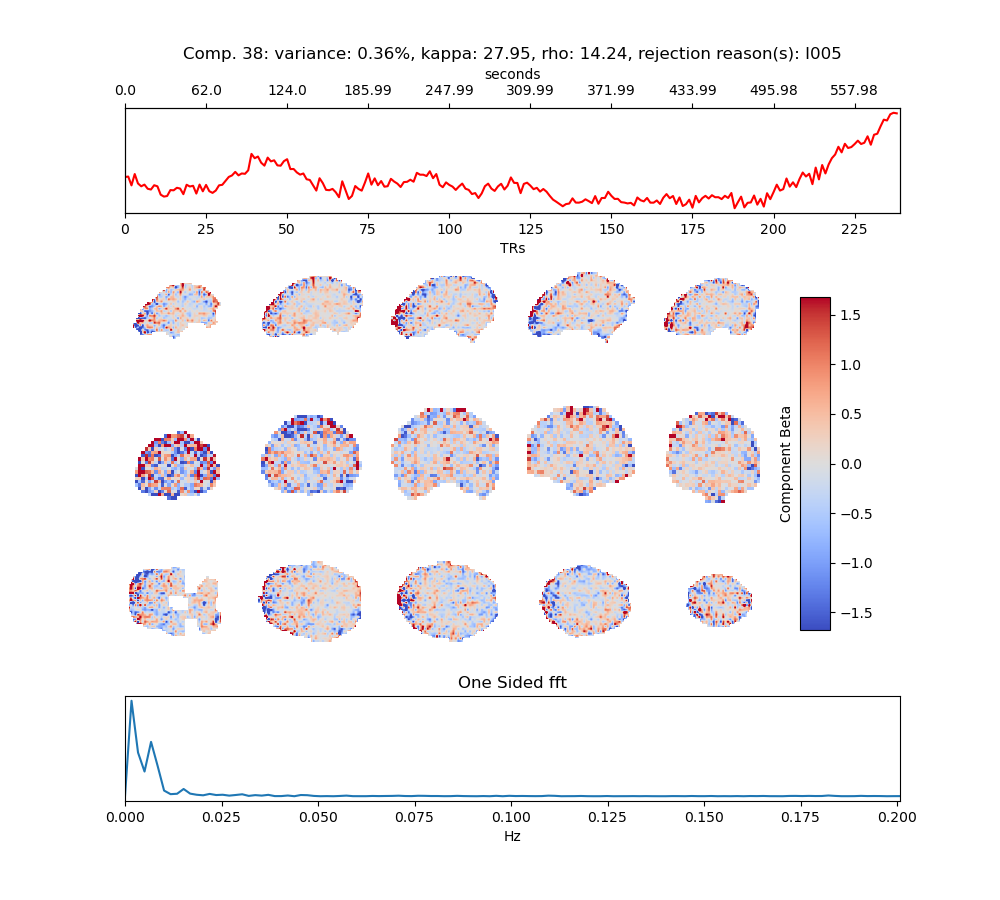 Comp. 38: variance: 0.36%, kappa: 27.95, rho: 14.24, rejection reason(s): I005
seconds
0.0 62.0 124.0 185.99 247.99 309.99 371.99 433.99 495.98 557.98
0 25 50 75 100 125 150 175 200 225
TRs
1.5
1.0
0.5
0.0
−0.5
−1.0
−1.5
Component Beta
One Sided fft
0.000 0.025 0.050 0.075 0.100 0.125 0.150 0.175 0.200
Hz